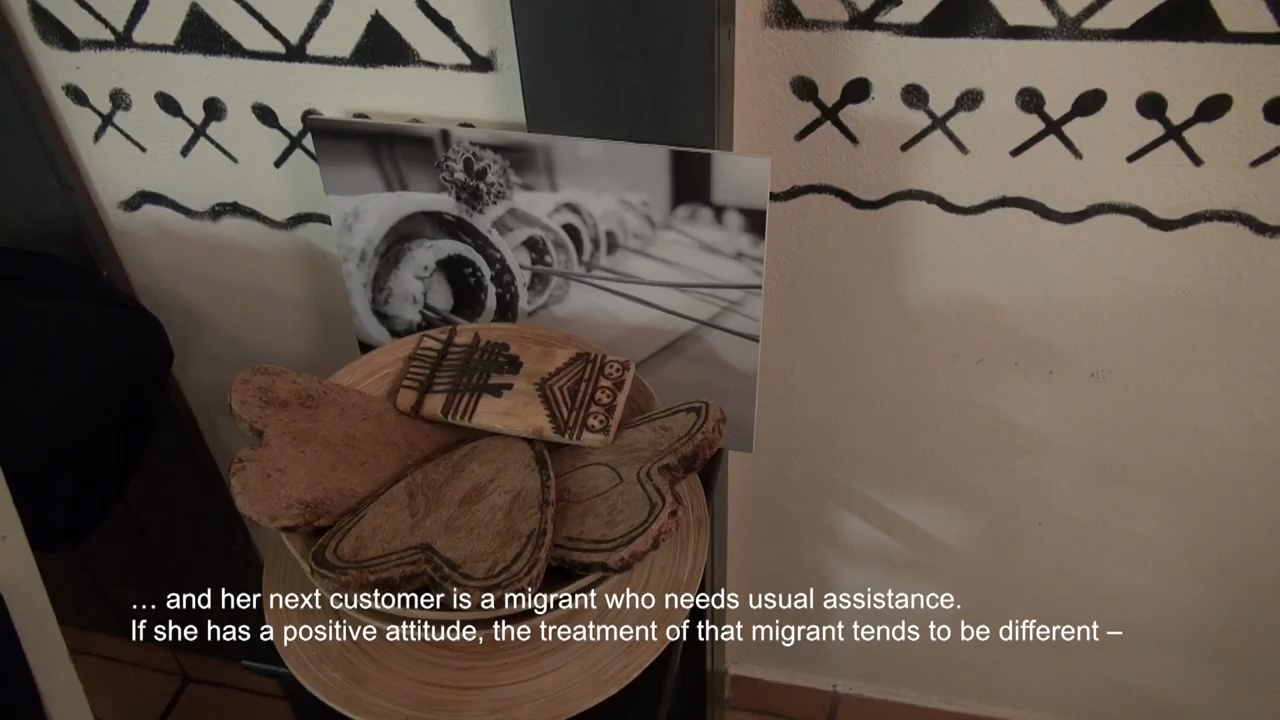 … and her next customer is a migrant who needs usual assistance.
If she has a positive attitude, the treatment of that migrant tends to be different –